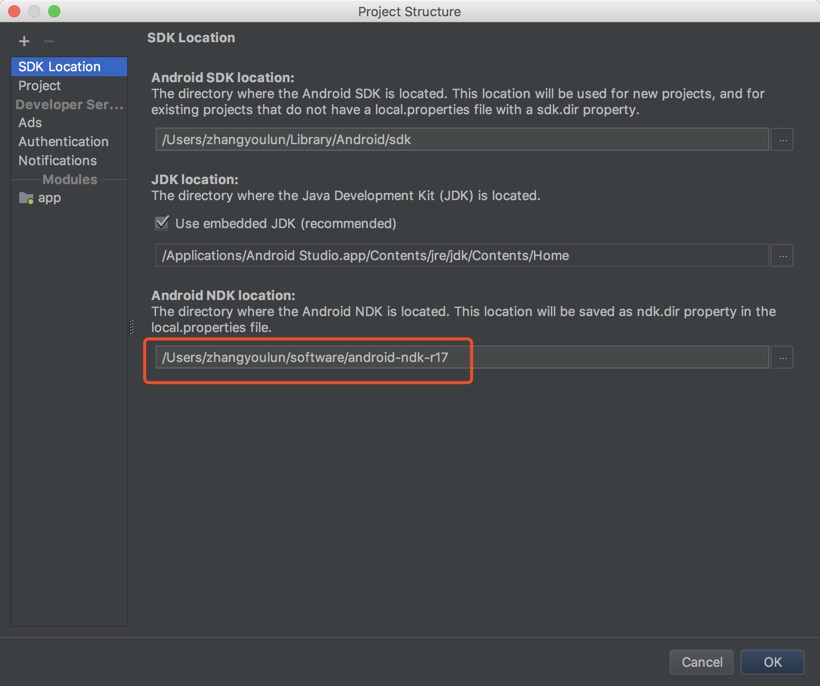 Project Structure
SDK Location
Project
Developer Ser...
Ads
Authentication
Notifications
Modules
app
SDK Location
Android SDK location:
The directory where the Android SDK is located. This location will be used for new projects, and for
existing projects that do not have a local.properties file with a sdk.dir property.
/Users/zhangyoulun/Library/Android/sdk
...
JDK location:
The directory where the Java Development Kit (JDK) is located.
Use embedded JDK (recommended)
/Applications/Android Studio.app/Contents/jre/jdk/Contents/Home
...
Android NDK location:
The directory where the Android NDK is located. This location will be saved as ndk.dir property in the
local.properties file.
/Users/zhangyoulun/software/android-ndk-r17
...
Cancel
OK